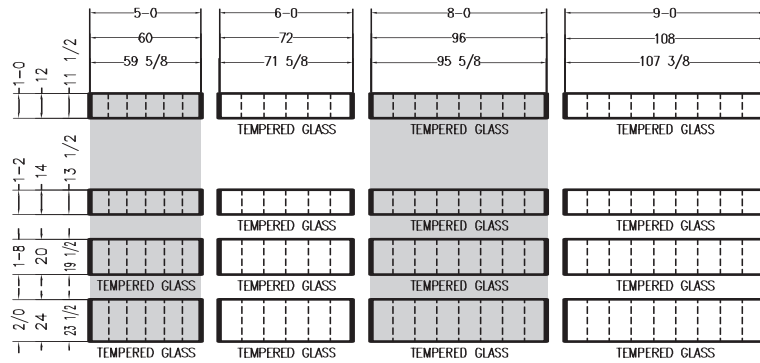 5-0 6-0 8-0 9-0
60 72 96 108
59 5/8 71 5/8 95 5/8 107 3/8
1-0 12 11 1/2
TEMPERED GLASS TEMPERED GLASS TEMPERED GLASS
1-2 14 13 1/2
TEMPERED GLASS TEMPERED GLASS TEMPERED GLASS
1-8 20 19 1/2
TEMPERED GLASS TEMPERED GLASS TEMPERED GLASS TEMPERED GLASS
2/0 24 23 1/2
TEMPERED GLASS TEMPERED GLASS TEMPERED GLASS TEMPERED GLASS